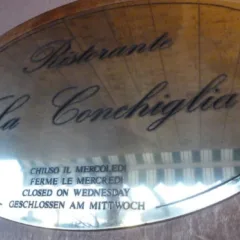 Ristorante
La Conchiglia
CHIUSO IL MERCOLEDI
FERME LE MERCREDI
CLOSED ON WEDNESDAY
GESCHLOSSEN AM MITTWOCH